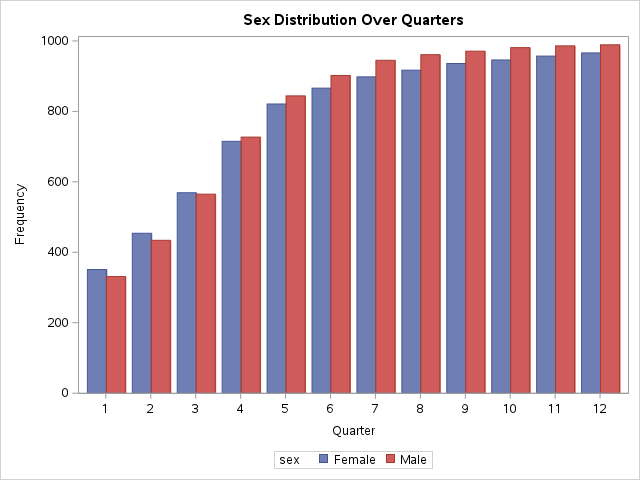 Sex Distribution Over Quarters
1000
800
600
400
200
0
Frequency
1 2 3 4 5 6 7 8 9 10 11 12
Quarter
sex Female Male